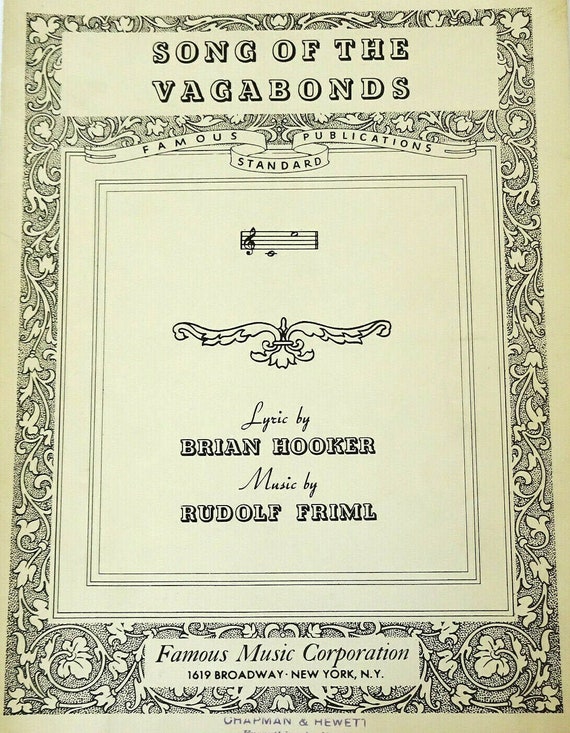 SONG OF THE
VAGABONDS
FAMOUS STANDARD PUBLICATIONS
Lyric by
BRIAN HOOKER
Music by
RUDOLF FRIML
Famous Music Corporation
1619 BROADWAY · NEW YORK, N.Y.
CHAPMAN & HEWETT